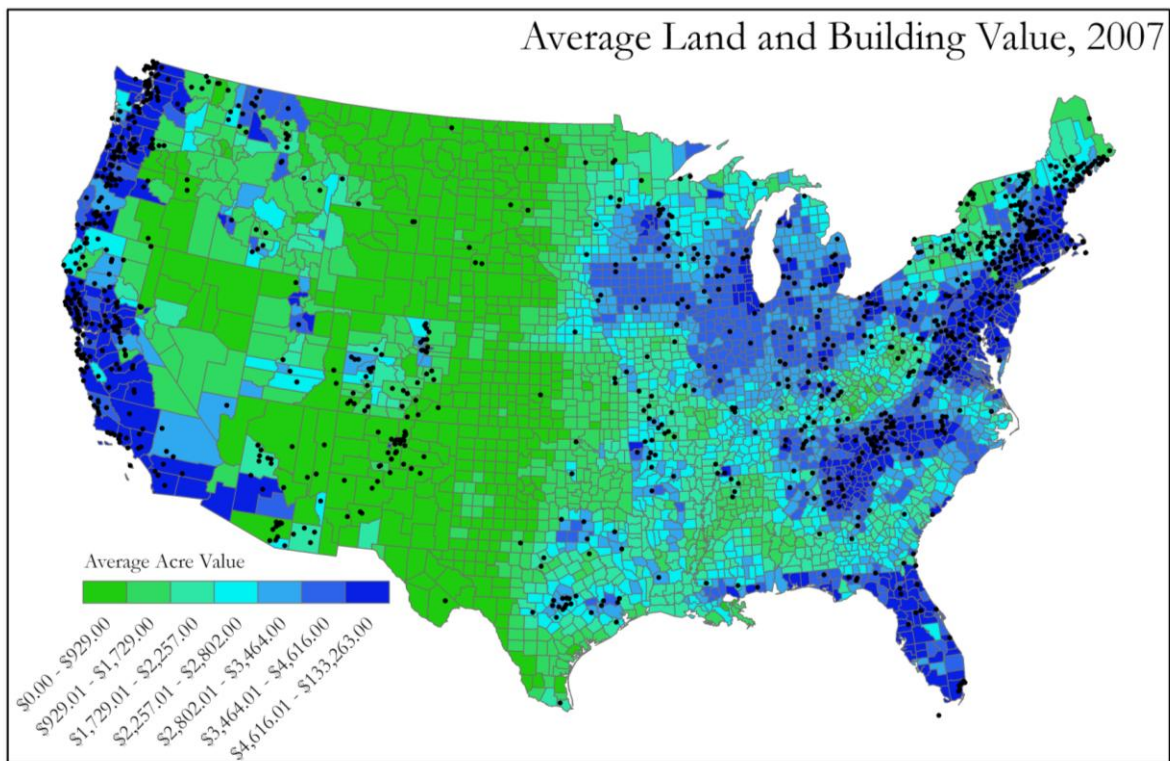 Average Land and Building Value, 2007
Average Acre Value
$0.00 - $929.00
$929.01 - $1,729.00
$1,729.01 - $2,257.00
$2,257.01 - $2,802.00
$2,802.01 - $3,464.00
$3,464.01 - $4,616.00
$4,616.01 - $133,263.00